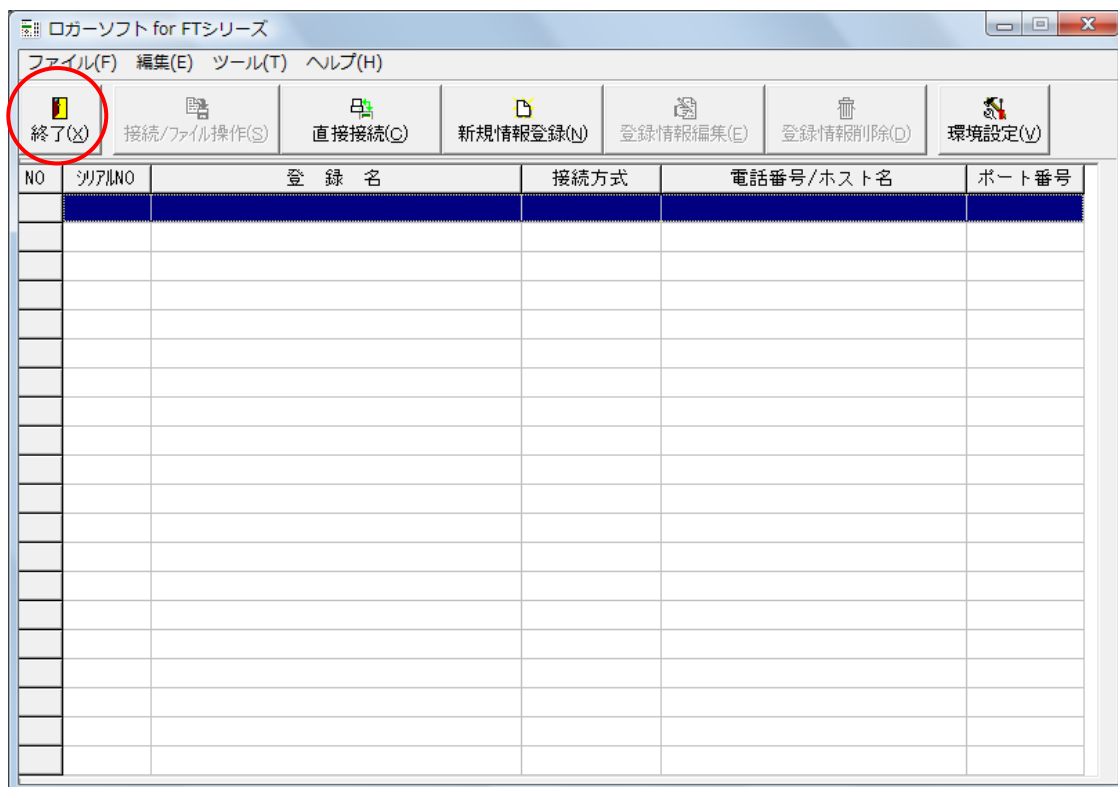 ロガーソフト for FTシリーズ
ファイル(F) 編集(E) ツール(T) ヘルプ(H)
終了(X) 接続/ファイル操作(S) 直接接続(C) 新規情報登録(N) 登録情報編集(E) 登録情報削除(D) 環境設定(V)
NO ｼﾘｱﾙNO 登 録 名 接続方式 電話番号/ホスト名 ポート番号